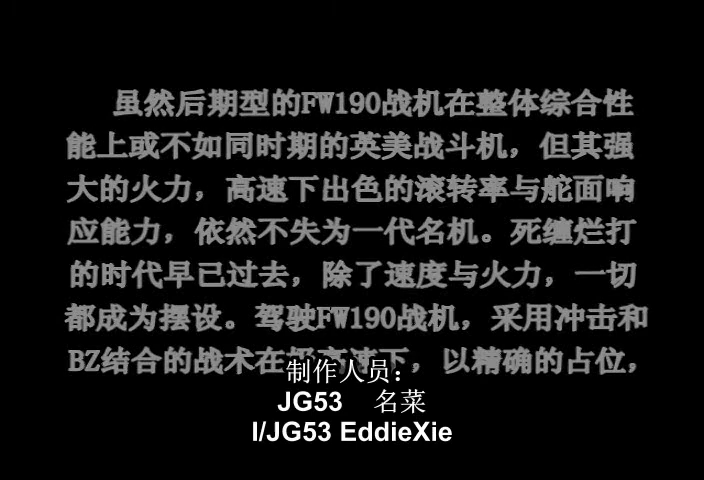 虽然后期型的FW190战机在整体综合性
能上或不如同时期的英美战斗机，但其强
大的火力，高速下出色的滚转率与舵面响
应能力，依然不失为一代名机。死缠烂打
的时代早已过去，除了速度与火力，一切
都成为摆设。驾驶FW190战机，采用冲击和
BZ结合的战术在高速下，以精确的占位，
制作人员：
JG53 名菜
I/JG53 EddieXie